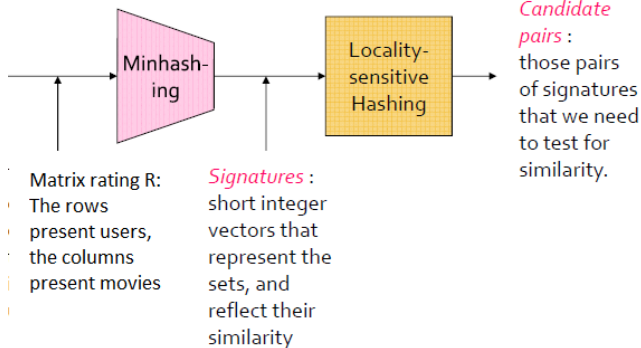 Minhash-
ing
Locality-
sensitive
Hashing
Candidate
pairs :
those pairs
of signatures
that we need
to test for
similarity.
Matrix rating R:
The rows
present users,
the columns
present movies
Signatures :
short integer
vectors that
represent the
sets, and
reflect their
similarity